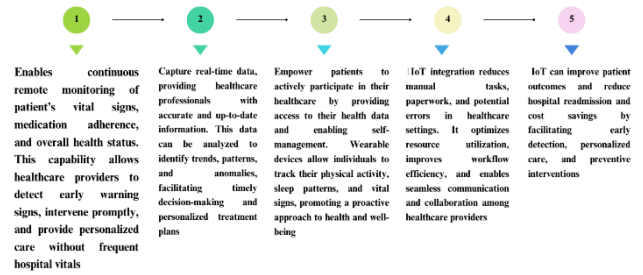 1
2
3
4
5
Enables continuous
remote monitoring of
patient's vital signs,
medication adherence,
and overall health status.
This capability allows
healthcare providers to
detect early warning
signs, intervene promptly,
and provide personalized
care without frequent
hospital vitals
Capture real-time data,
providing healthcare
professionals with
accurate and up-to-date
information. This data
can be analyzed to
identify trends, patterns,
and anomalies,
facilitating timely
decision-making and
personalized treatment
plans
Empower patients to
actively participate in their
healthcare by providing
access to their health data
and enabling self-
management. Wearable
devices allow individuals to
track their physical activity,
sleep patterns, and vital
signs, promoting a proactive
approach to health and well-
being
IoT integration reduces
manual tasks,
paperwork, and potential
errors in healthcare
settings. It optimizes
resource utilization,
improves workflow
efficiency, and enables
seamless communication
and collaboration among
healthcare providers
IoT can improve patient
outcomes and reduce
hospital readmission and
cost savings by
facilitating early
detection, personalized
care, and preventive
interventions